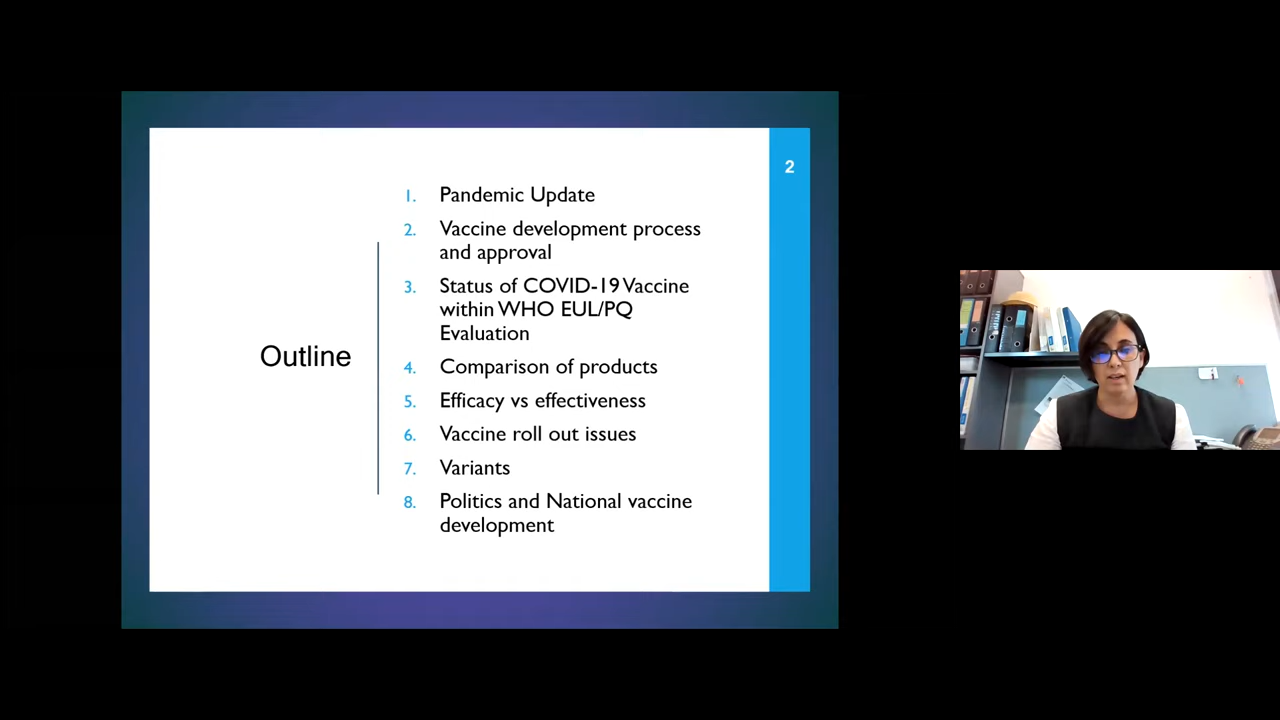 2
Outline
1. Pandemic Update
2. Vaccine development process
and approval
3. Status of COVID-19 Vaccine
within WHO EUL/PQ
Evaluation
4. Comparison of products
5. Efficacy vs effectiveness
6. Vaccine roll out issues
7. Variants
8. Politics and National vaccine
development